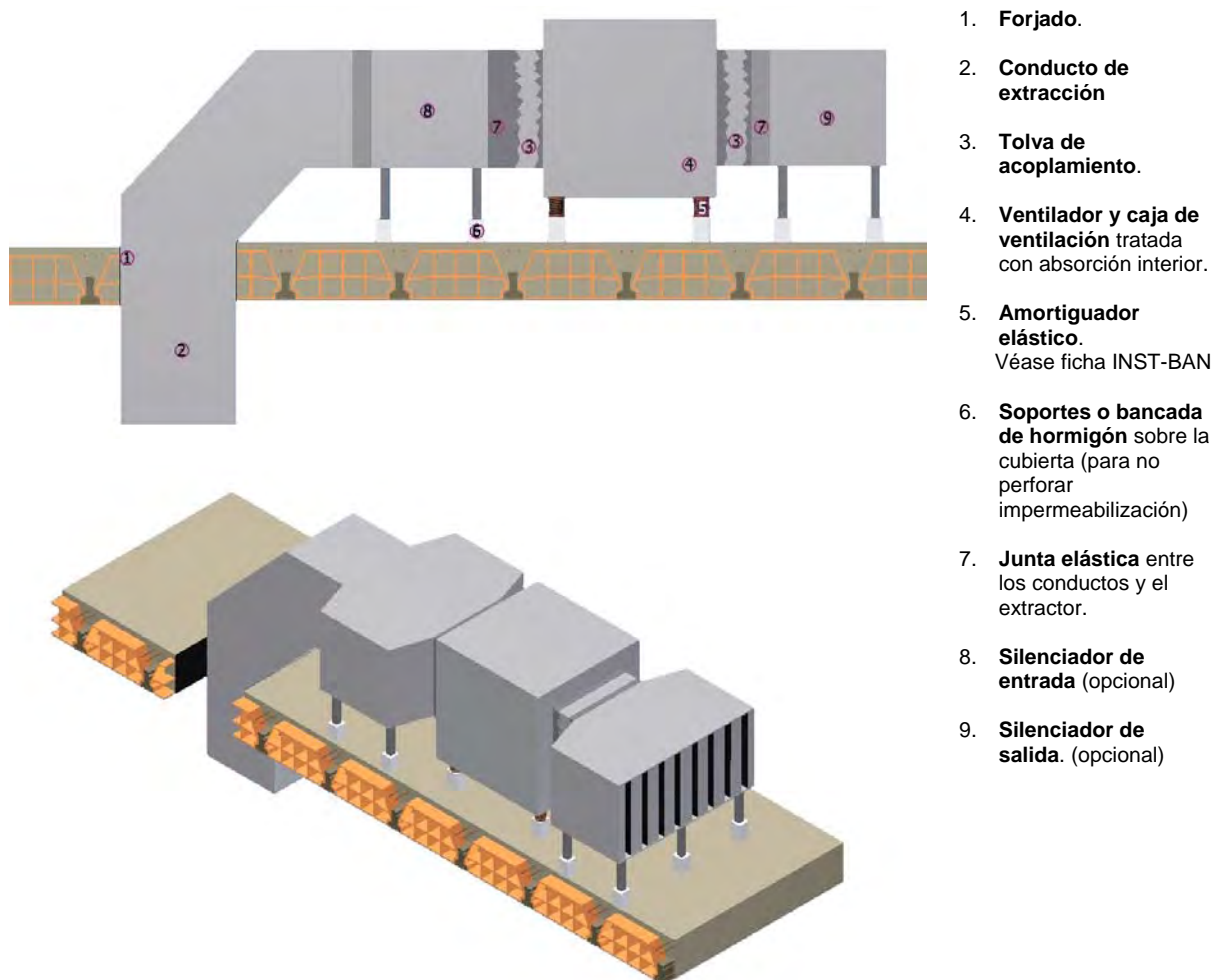 8
7
3
4
3
7
9
5
6
1
2
1. Forjado.
2. Conducto de
extracción
3. Tolva de
acoplamiento.
4. Ventilador y caja de
ventilación tratada
con absorción interior.
5. Amortiguador
elástico.
Véase ficha INST-BAN
6. Soportes o bancada
de hormigón sobre la
cubierta (para no
perforar
impermeabilización)
7. Junta elástica entre
los conductos y el
extractor.
8. Silenciador de
entrada (opcional)
9. Silenciador de
salida. (opcional)